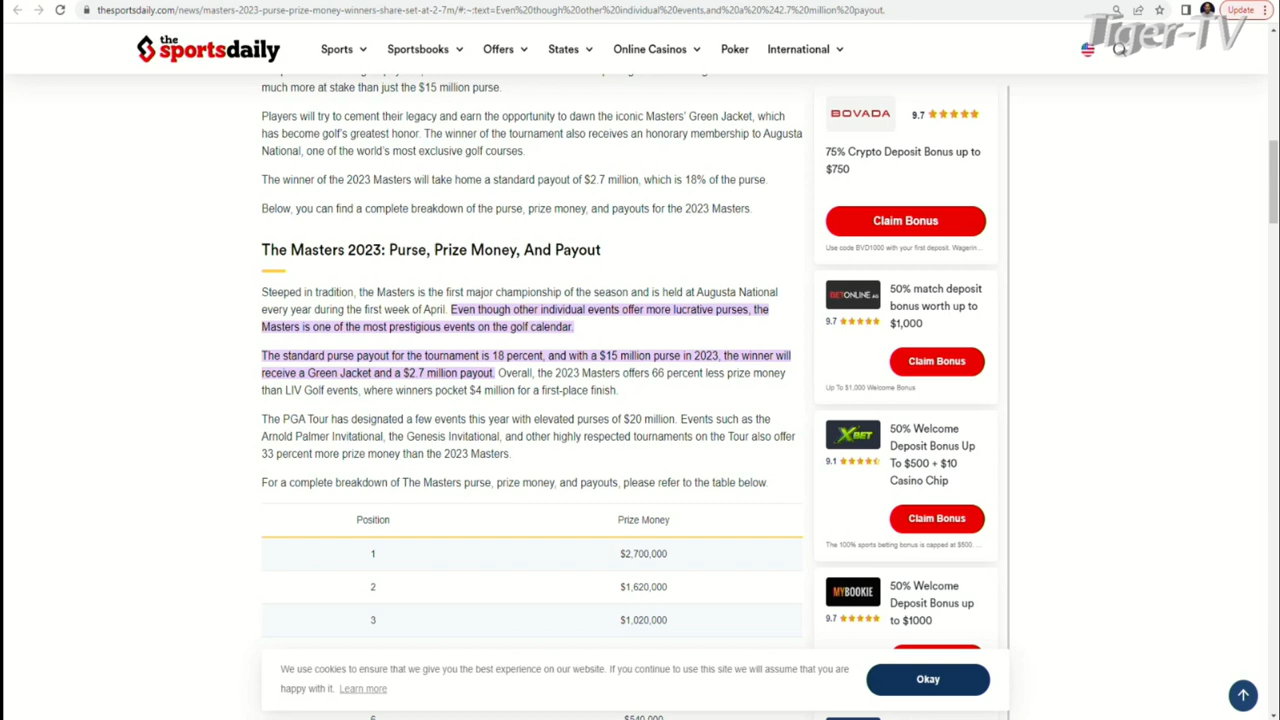 thesportsdaily.com/news/masters-2023-purse-prize-money-winners-share-set-at-2-7m/#:~:text=Even%20though%20other%20individual%20events,and%20a%20%242.7%20million%20payout.
Update
Tiger-TV
the
sportsdaily
Sports
Sportsbooks
Offers
States
Online Casinos
Poker
International
much more at stake than just the $15 million purse.
Players will try to cement their legacy and earn the opportunity to dawn the iconic Masters' Green Jacket, which
has become golf's greatest honor. The winner of the tournament also receives an honorary membership to Augusta
National, one of the world's most exclusive golf courses.
The winner of the 2023 Masters will take home a standard payout of $2.7 million, which is 18% of the purse.
Below, you can find a complete breakdown of the purse, prize money, and payouts for the 2023 Masters.
The Masters 2023: Purse, Prize Money, And Payout
Steeped in tradition, the Masters is the first major championship of the season and is held at Augusta National
every year during the first week of April. Even though other individual events offer more lucrative purses, the
Masters is one of the most prestigious events on the golf calendar.
The standard purse payout for the tournament is 18 percent, and with a $15 million purse in 2023, the winner will
receive a Green Jacket and a $2.7 million payout. Overall, the 2023 Masters offers 66 percent less prize money
than LIV Golf events, where winners pocket $4 million for a first-place finish.
The PGA Tour has designated a few events this year with elevated purses of $20 million. Events such as the
Arnold Palmer Invitational, the Genesis Invitational, and other highly respected tournaments on the Tour also offer
33 percent more prize money than the 2023 Masters.
For a complete breakdown of The Masters purse, prize money, and payouts, please refer to the table below.
Position Prize Money
1 $2,700,000
2 $1,620,000
3 $1,020,000
6 $540,000
BOVADA
9.7
75% Crypto Deposit Bonus up to
$750
Claim Bonus
Use code BVD1000 with your first deposit. Wagerin...
BETONLINE.AG
9.7
50% match deposit
bonus worth up to
$1,000
Claim Bonus
Up To $1,000 Welcome Bonus
XBET
9.1
50% Welcome
Deposit Bonus Up
To $500 + $10
Casino Chip
Claim Bonus
The 100% sports betting bonus is capped at $500. ...
MYBOOKIE
9.7
50% Welcome
Deposit Bonus up
to $1000
We use cookies to ensure that we give you the best experience on our website. If you continue to use this site we will assume that you are
happy with it. Learn more
Okay